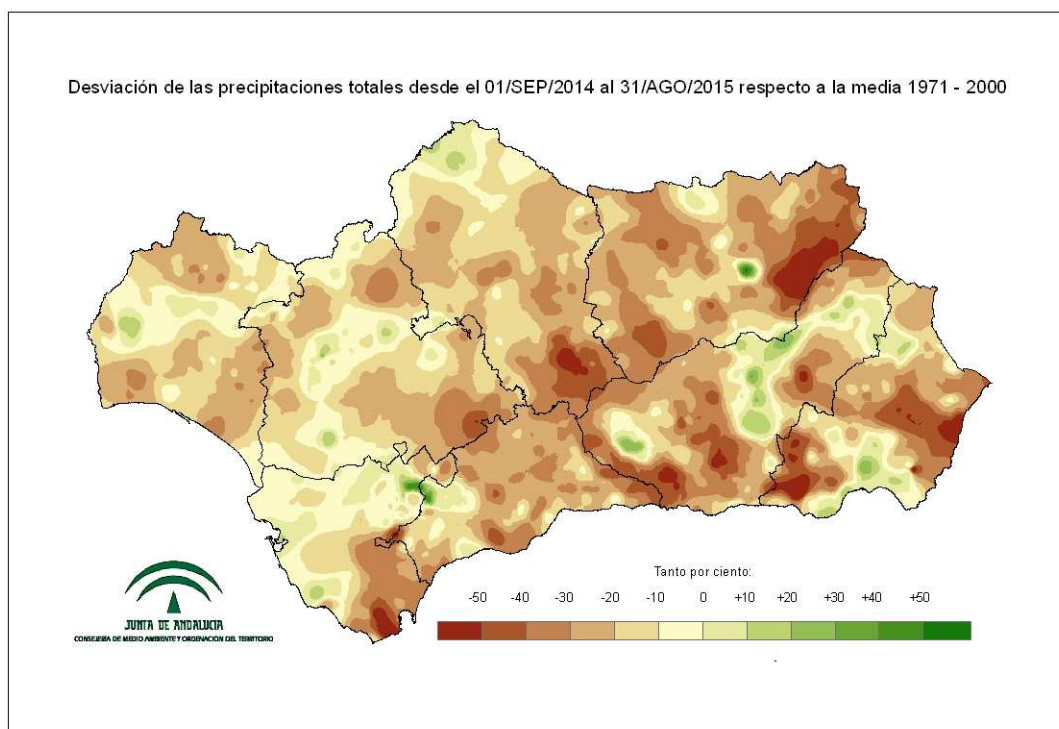 Desviación de las precipitaciones totales desde el 01/SEP/2014 al 31/AGO/2015 respecto a la media 1971 - 2000
Tanto por ciento:
-50 -40 -30 -20 -10 0 +10 +20 +30 +40 +50
JUNTA DE ANDALUCIA
CONSEJERÍA DE MEDIO AMBIENTE Y ORDENACIÓN DEL TERRITORIO